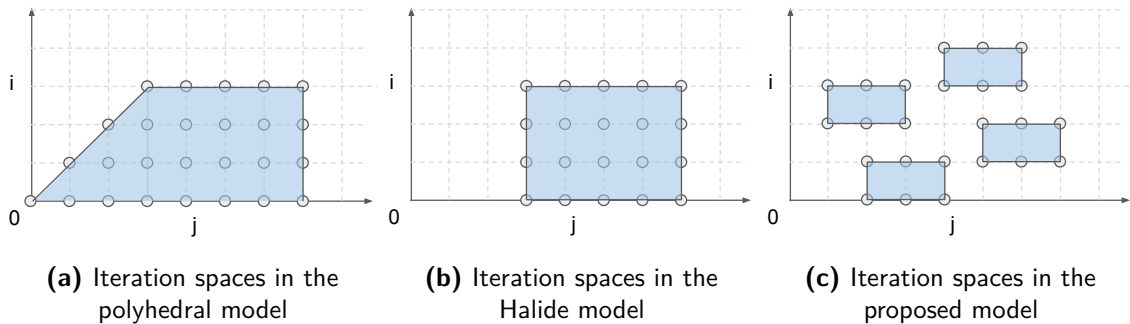 i
0
j
(a) Iteration spaces in the
polyhedral model
i
0
j
(b) Iteration spaces in the
Halide model
i
0
j
(c) Iteration spaces in the
proposed model